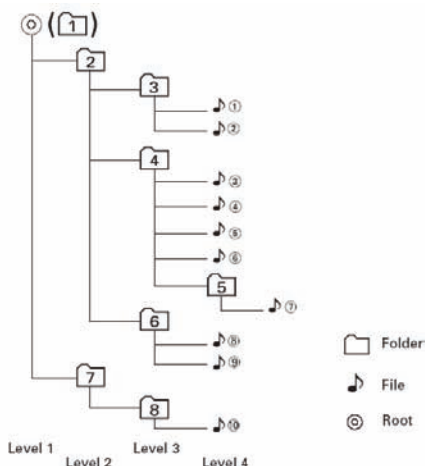 (1)
2
3
①
②
4
③
④
⑤
⑥
5
⑦
6
⑧
⑨
7
8
⑩
Folder
File
Root
Level 1
Level 2
Level 3
Level 4